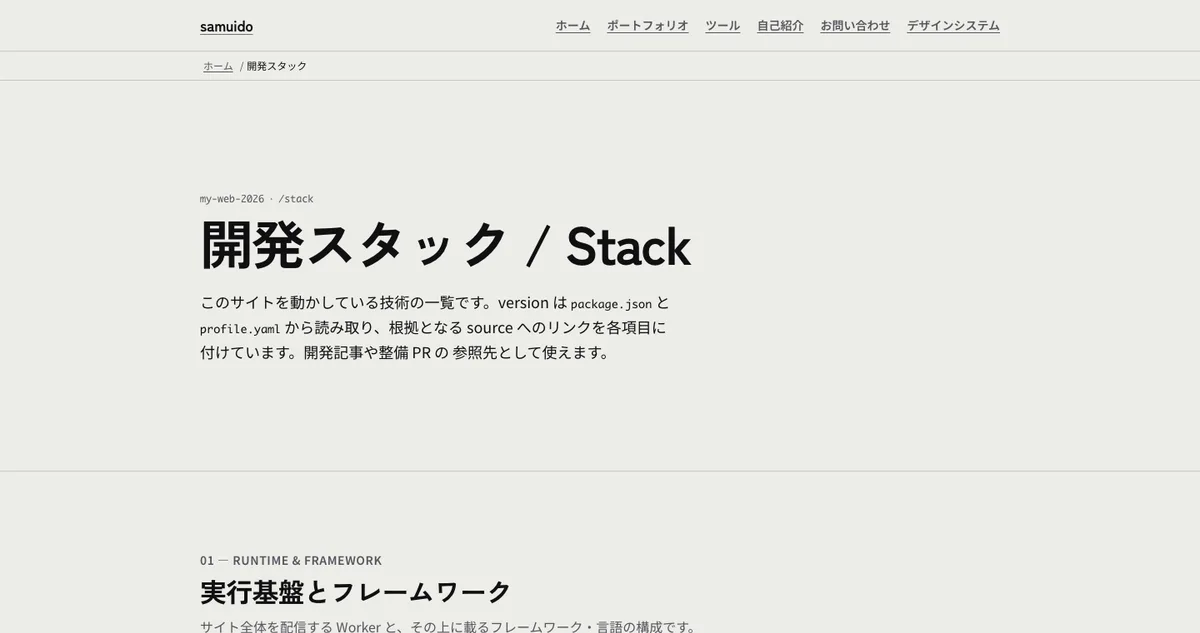 samuido
ホーム ポートフォリオ ツール 自己紹介 お問い合わせ デザインシステム
ホーム / 開発スタック
my-web-2026 · /stack
開発スタック / Stack
このサイトを動かしている技術の一覧です。version は package.json と
profile.yaml から読み取り、根拠となる source へのリンクを各項目に
付けています。開発記事や整備 PR の 参照先として使えます。
01 — RUNTIME & FRAMEWORK
実行基盤とフレームワーク
サイト全体を配信する Worker と、その上に載るフレームワーク・言語の構成です。